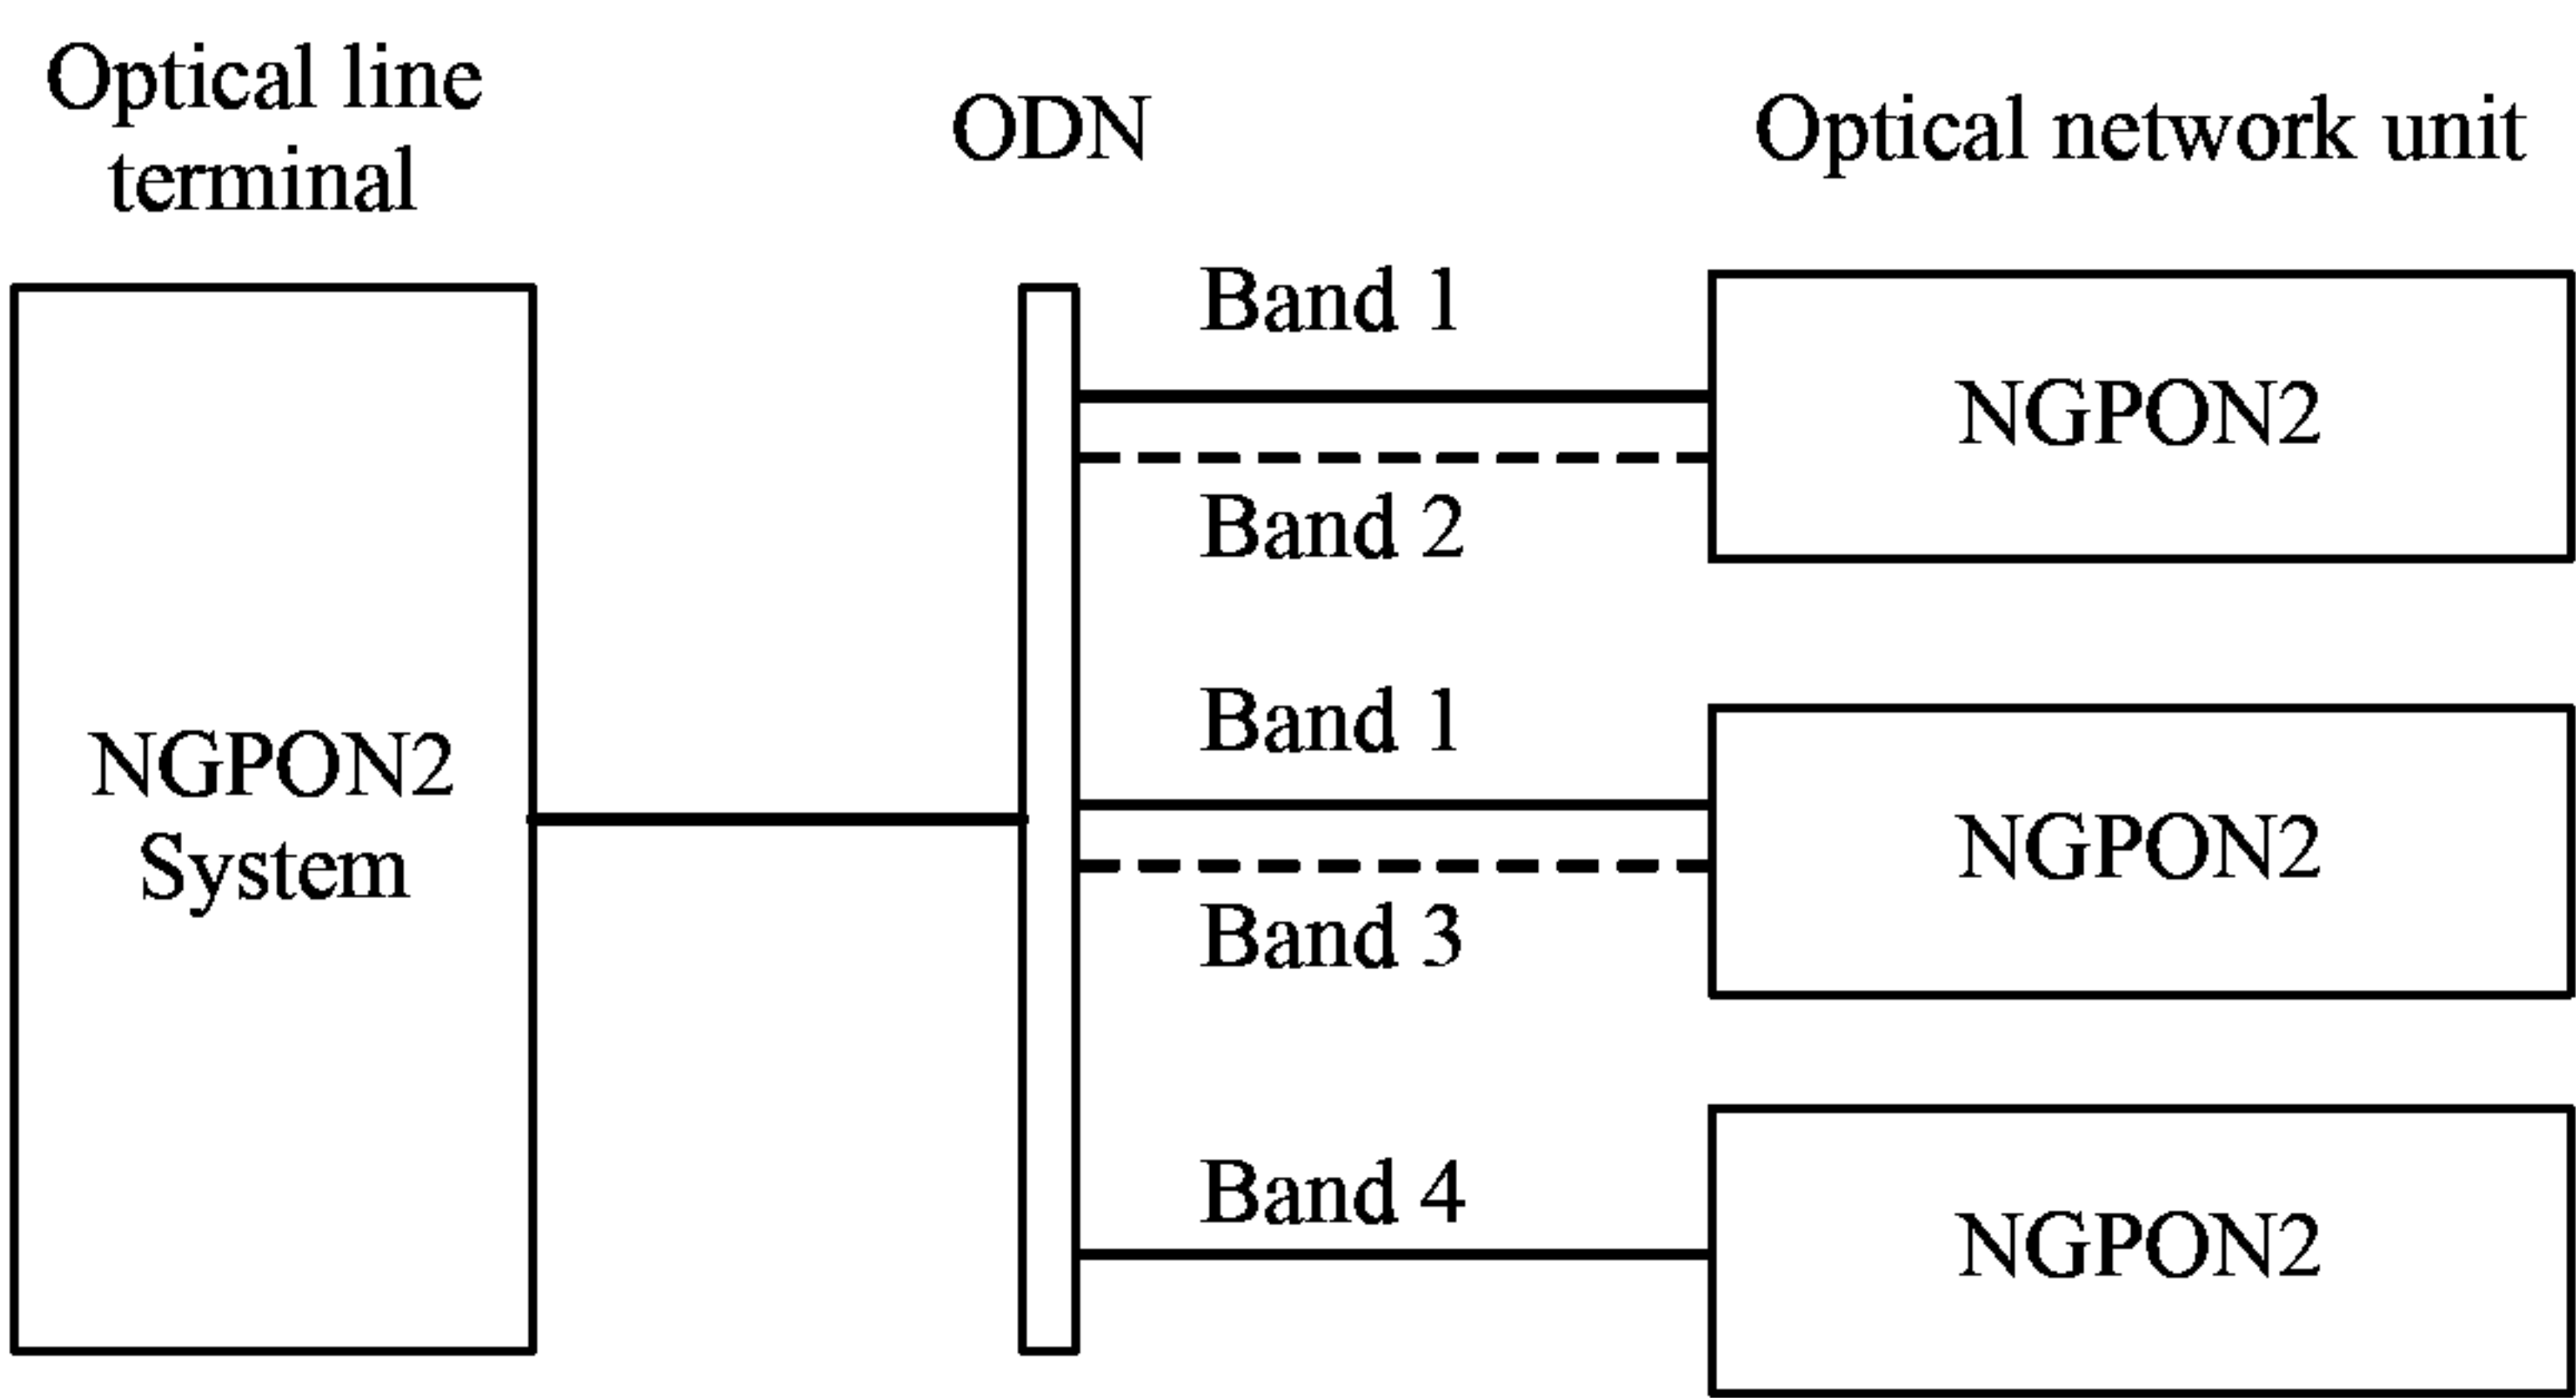 Optical line
terminal
ODN
Optical network unit
Band 1
NGPON2
Band 2
Band 1
NGPON2
System
NGPON2
Band 3
Band 4
NGPON2